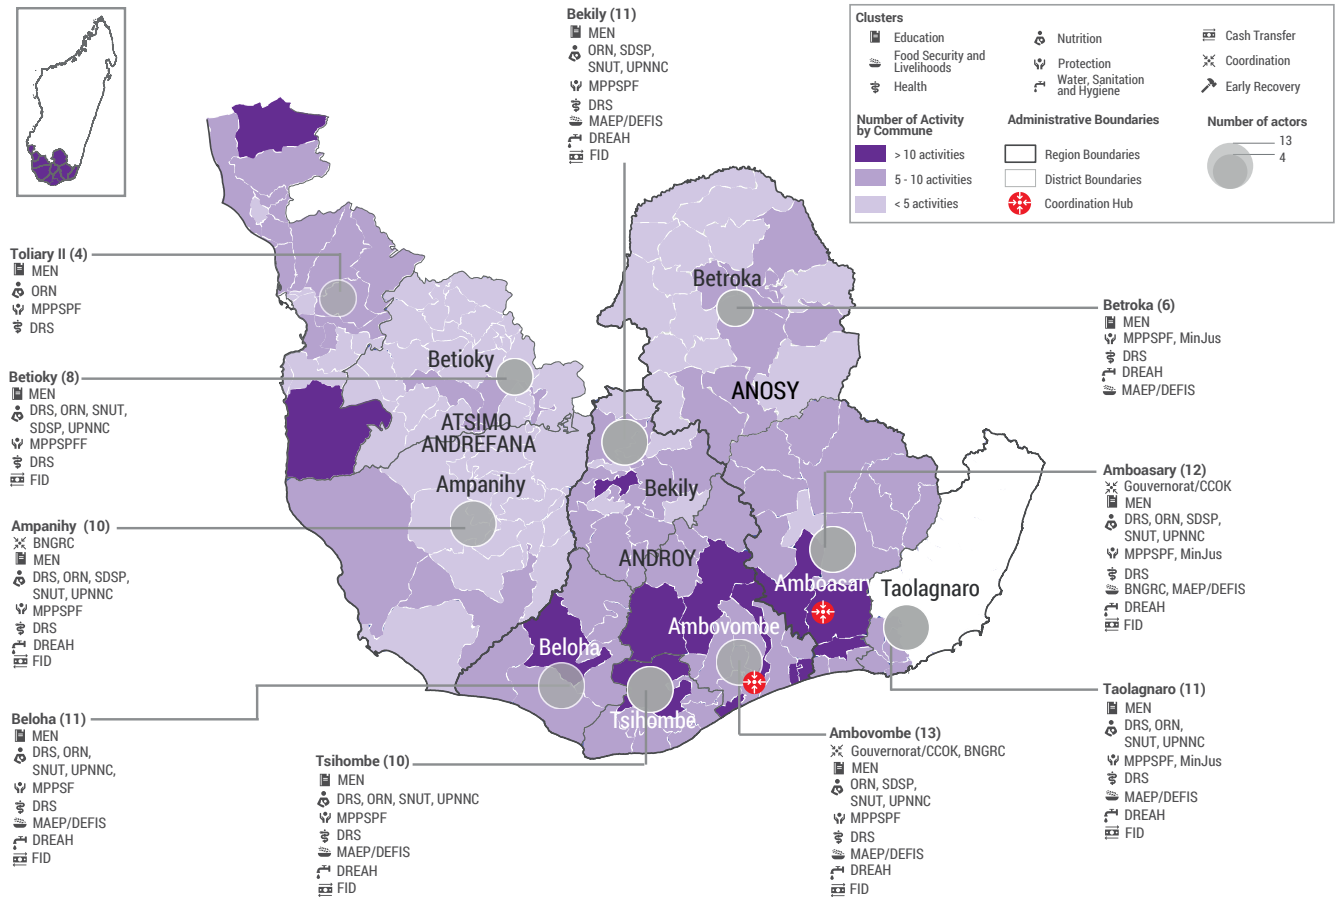 Bekily (11)
MEN
ORN, SDSP,
SNUT, UPNNC
MPPSPF
DRS
MAEP/DEFIS
DREAH
FID
Clusters
Education
Food Security and
Livelihoods
Health
Nutrition
Protection
Water, Sanitation
and Hygiene
Cash Transfer
Coordination
Early Recovery
Number of Activity
by Commune
> 10 activities
5 - 10 activities
< 5 activities
Administrative Boundaries
Region Boundaries
District Boundaries
Coordination Hub
Number of actors
13
4
Toliary II (4)
MEN
ORN
MPPSPF
DRS
Betioky (8)
MEN
DRS, ORN, SNUT,
SDSP, UPNNC
MPPSPFF
DRS
FID
Ampanihy (10)
BNGRC
MEN
DRS, ORN, SDSP,
SNUT, UPNNC
MPPSPF
DRS
DREAH
FID
Beloha (11)
MEN
DRS, ORN,
SNUT, UPNNC,
MPPSF
DRS
MAEP/DEFIS
DREAH
FID
Tsihombe (10)
MEN
DRS, ORN, SNUT, UPNNC
MPPSPF
DRS
MAEP/DEFIS
DREAH
FID
Ambovombe (13)
Gouvernorat/CCOK, BNGRC
MEN
ORN, SDSP,
SNUT, UPNNC
MPPSPF
DRS
MAEP/DEFIS
DREAH
FID
Betroka (6)
MEN
MPPSPF, MinJus
DRS
DREAH
MAEP/DEFIS
Amboasary (12)
Gouvernorat/CCOK
MEN
DRS, ORN, SDSP,
SNUT, UPNNC
MPPSPF, MinJus
DRS
BNGRC, MAEP/DEFIS
DREAH
FID
Taolagnaro (11)
MEN
DRS, ORN,
SNUT, UPNNC
MPPSPF, MinJus
DRS
MAEP/DEFIS
DREAH
FID
Betroka
Betioky
ANOSY
ATSIMO
ANDREFANA
Ampanihy
Bekily
ANDROY
Amboasary
Taolagnaro
Ambovombe
Beloha
Tsihombe